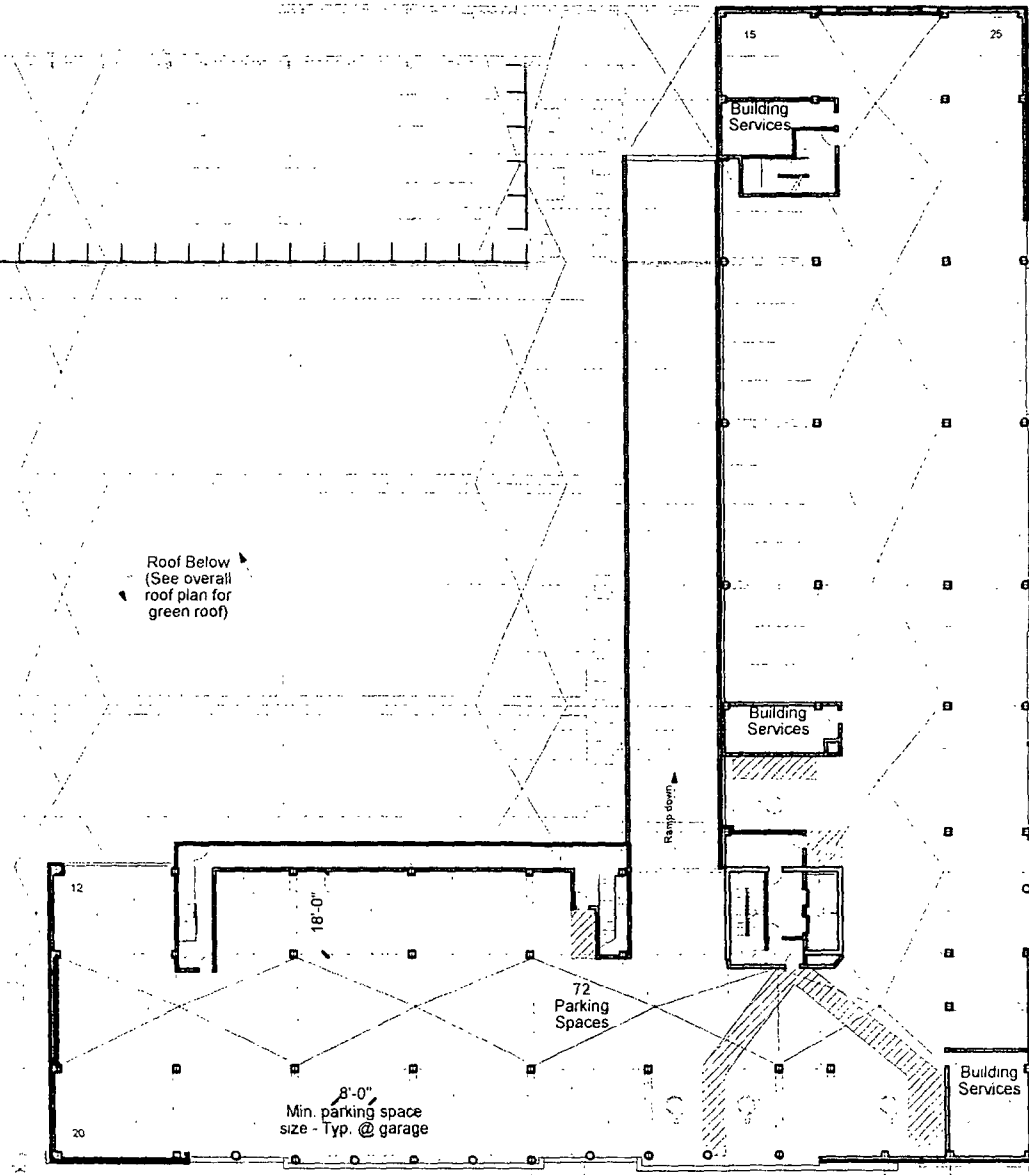 15
25
Building
Services
Roof Below
(See overall
roof plan for
green roof)
Building
Services
Ramp down
12
18'-0"
72
Parking
Spaces
Building
Services
8'-0"
Min. parking space
size - Typ. @ garage
20